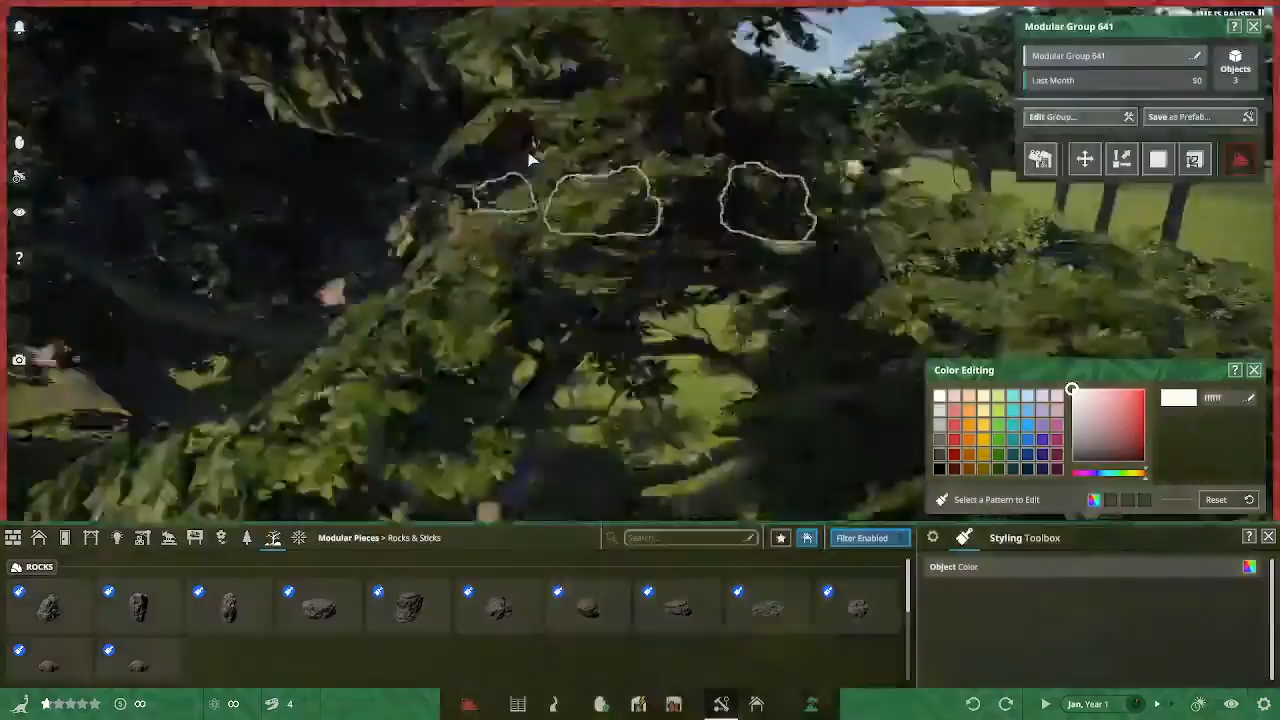 Modular Group 641
Modular Group 641
Objects
3
Last Month
$0
Edit Group...
Save as Prefab...
Color Editing
ffffff
Select a Pattern to Edit
Reset
Modular Pieces > Rocks & Sticks
Search...
Filter Enabled
Styling Toolbox
ROCKS
Object Color
4
Jan, Year 1